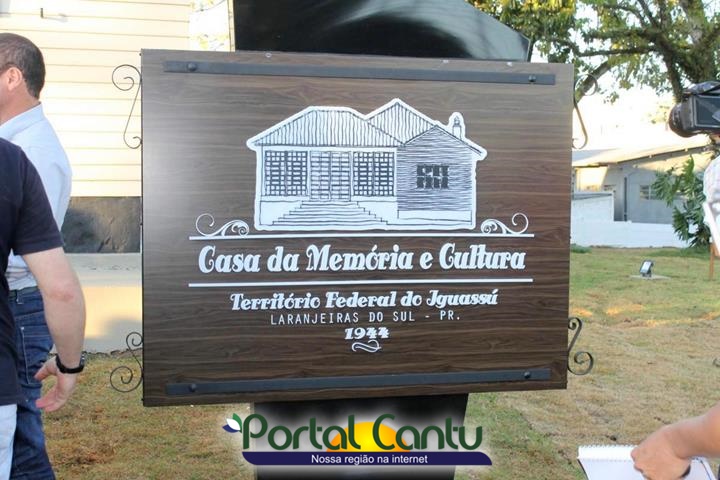 Casa da Memória e Cultura
Território Federal do Iguassú
LARANJEIRAS DO SUL - PR.
1944
Portal Cantu
Nossa região na internet